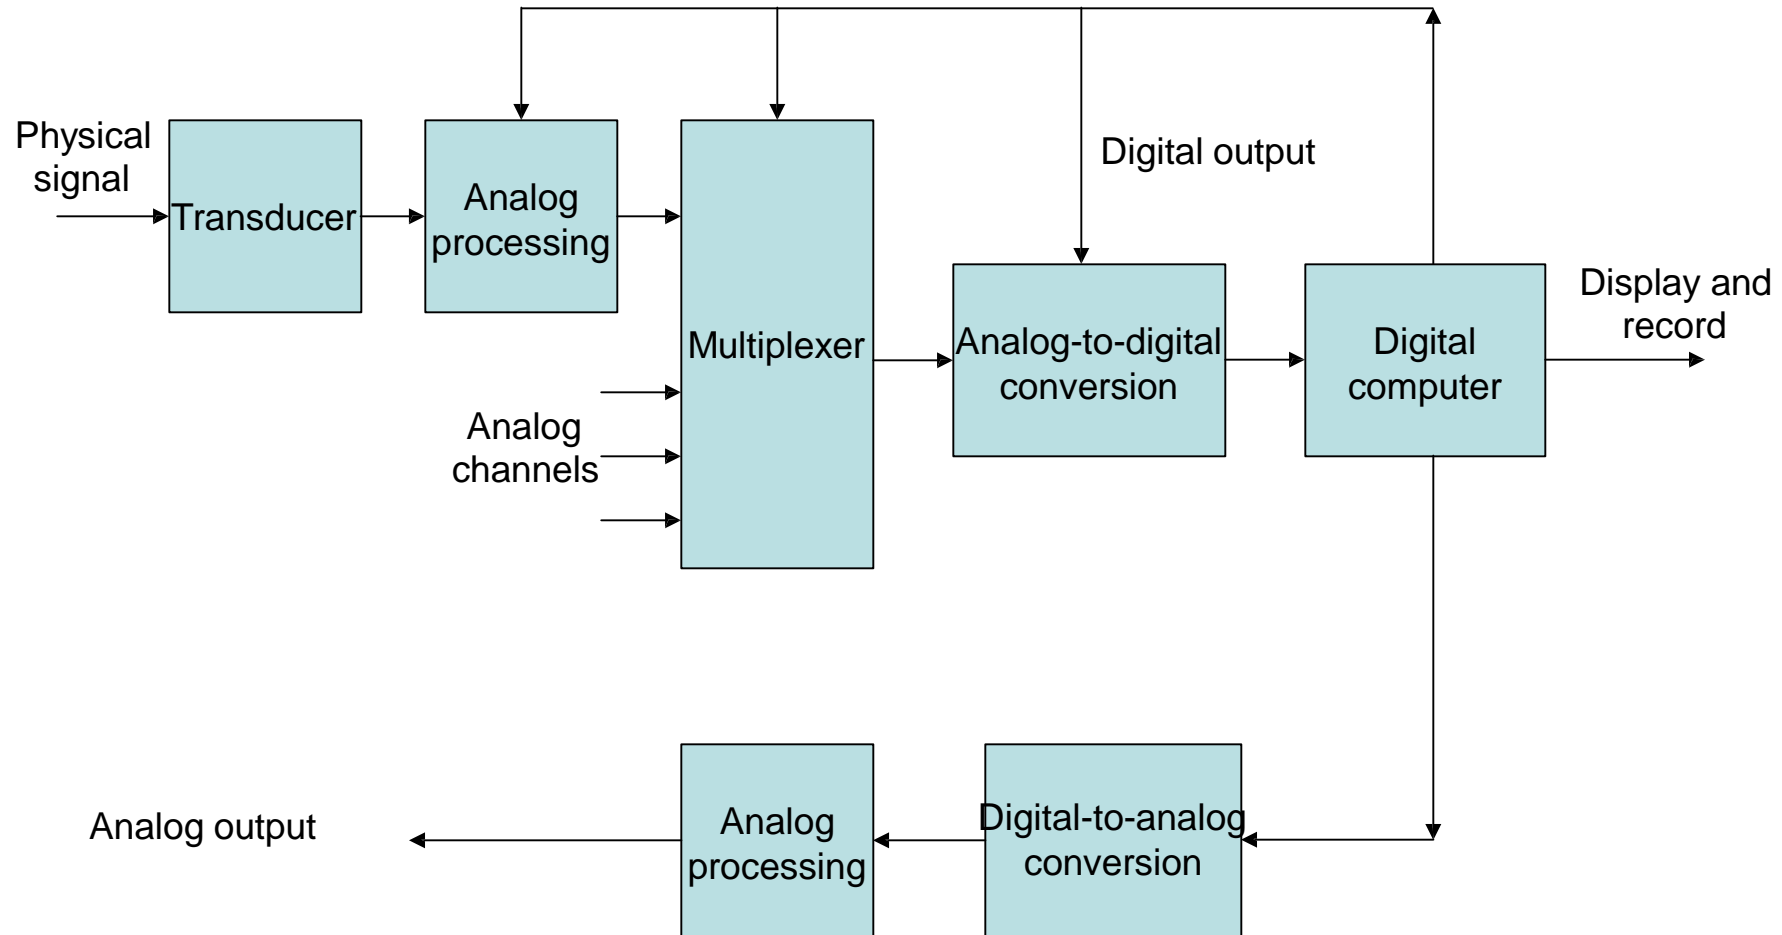 Physical
signal
Transducer
Analog
processing
Multiplexer
Analog
channels
Digital output
Analog-to-digital
conversion
Digital
computer
Display and
record
Analog output
Analog
processing
Digital-to-analog
conversion